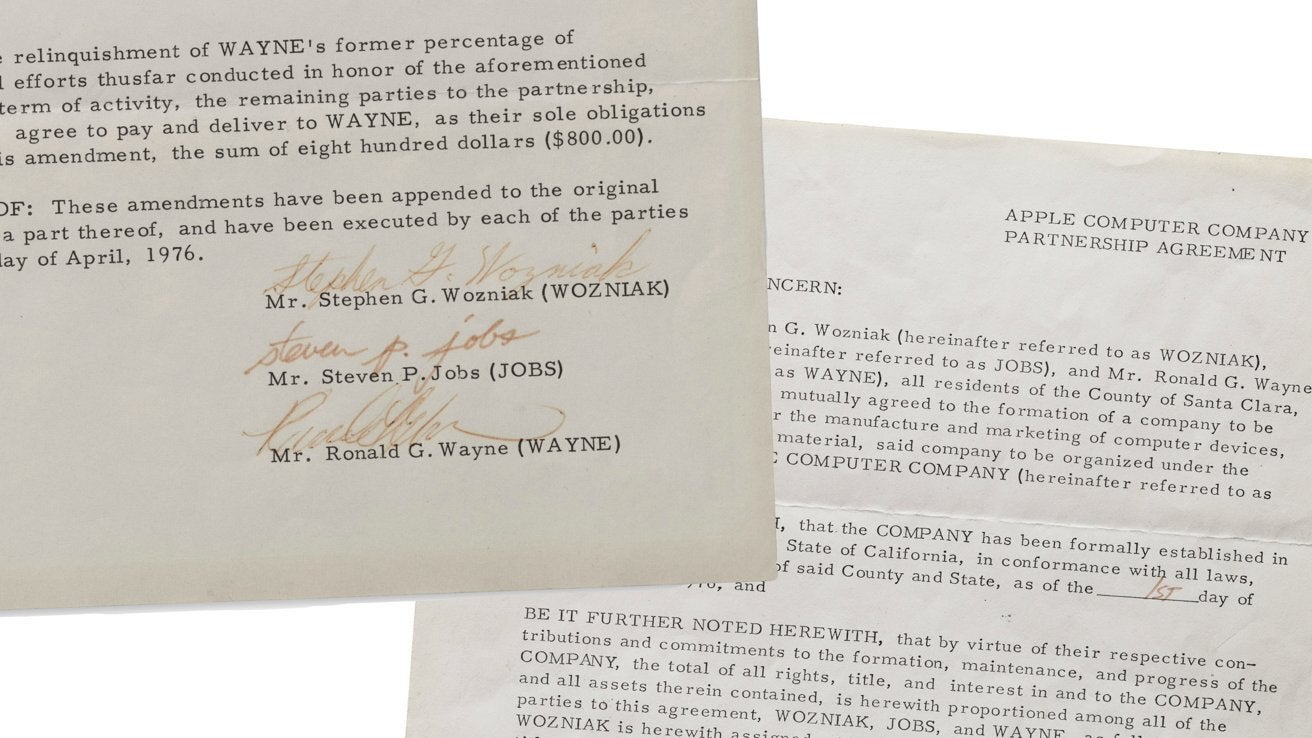 relinquishment of WAYNE's former percentage of
efforts thusfar conducted in honor of the aforementioned
term of activity, the remaining parties to the partnership,
agree to pay and deliver to WAYNE, as their sole obligations
is amendment, the sum of eight hundred dollars ($800.00).
OF: These amendments have been appended to the original
a part thereof, and have been executed by each of the parties
day of April, 1976.
Stephen G. Wozniak
Mr. Stephen G. Wozniak (WOZNIAK)
steven p. jobs
Mr. Steven P. Jobs (JOBS)
Mr. Ronald G. Wayne (WAYNE)
APPLE COMPUTER COMPANY
PARTNERSHIP AGREEMENT
NCERN:
n G. Wozniak (hereinafter referred to as WOZNIAK),
reinafter referred to as JOBS), and Mr. Ronald G. Wayne
as WAYNE), all residents of the County of Santa Clara,
mutually agreed to the formation of a company to be
r the manufacture and marketing of computer devices,
material, said company to be organized under the
COMPUTER COMPANY (hereinafter referred to as
H, that the COMPANY has been formally established in
State of California, in conformance with all laws,
of said County and State, as of the 1ST day of
and
BE IT FURTHER NOTED HEREWITH, that by virtue of their respective con-
tributions and commitments to the formation, maintenance, and progress of the
COMPANY, the total of all rights, title, and interest in and to the COMPANY,
and all assets therein contained, is herewith proportioned among all of the
parties to this agreement, WOZNIAK, JOBS, and WAYNE, as
WOZNIAK is herewith